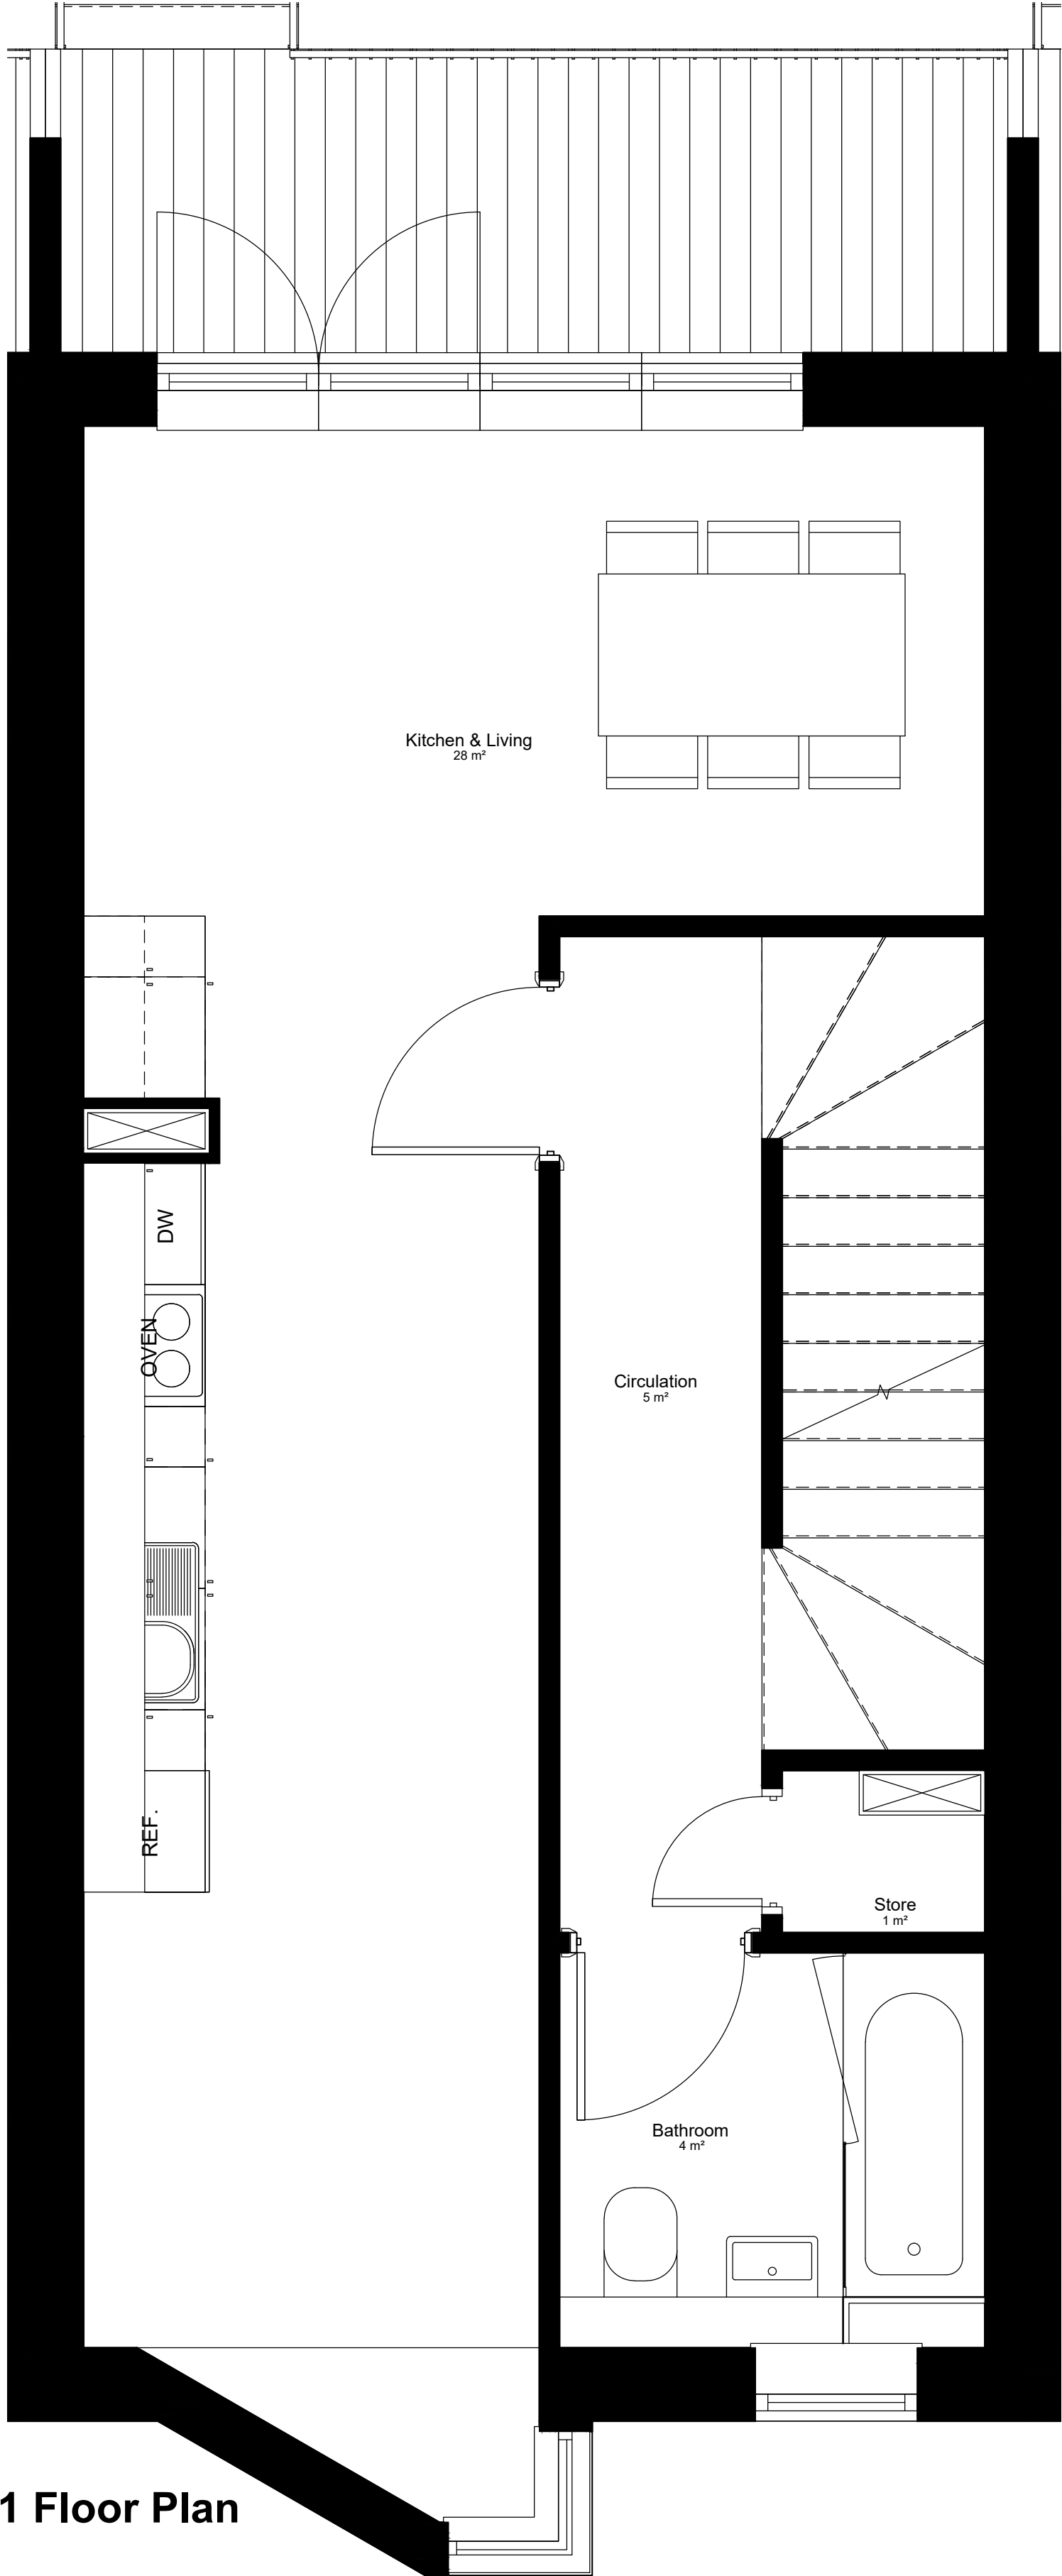 Kitchen & Living
28 m²
DW
OVEN
Circulation
5 m²
REF.
Store
1 m²
Bathroom
4 m²
1 Floor Plan